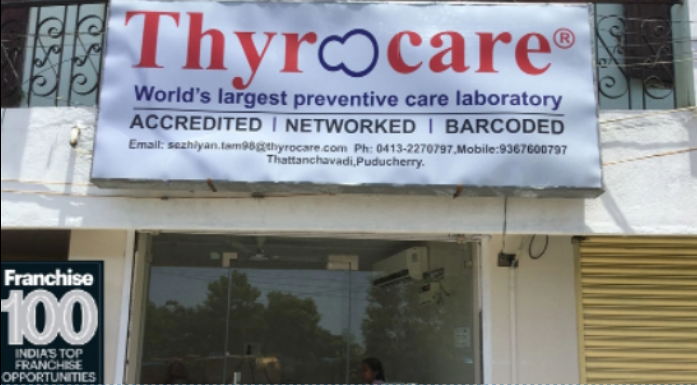 Thyrocare®
World's largest preventive care laboratory
ACCREDITED | NETWORKED | BARCODED
Email: sezhiyan.tam98@thyrocare.com Ph: 0413-2270797,Mobile:9367600797
Thattanchavadi,Puducherry.
Franchise
100
INDIA'S TOP
FRANCHISE
OPPORTUNITIES